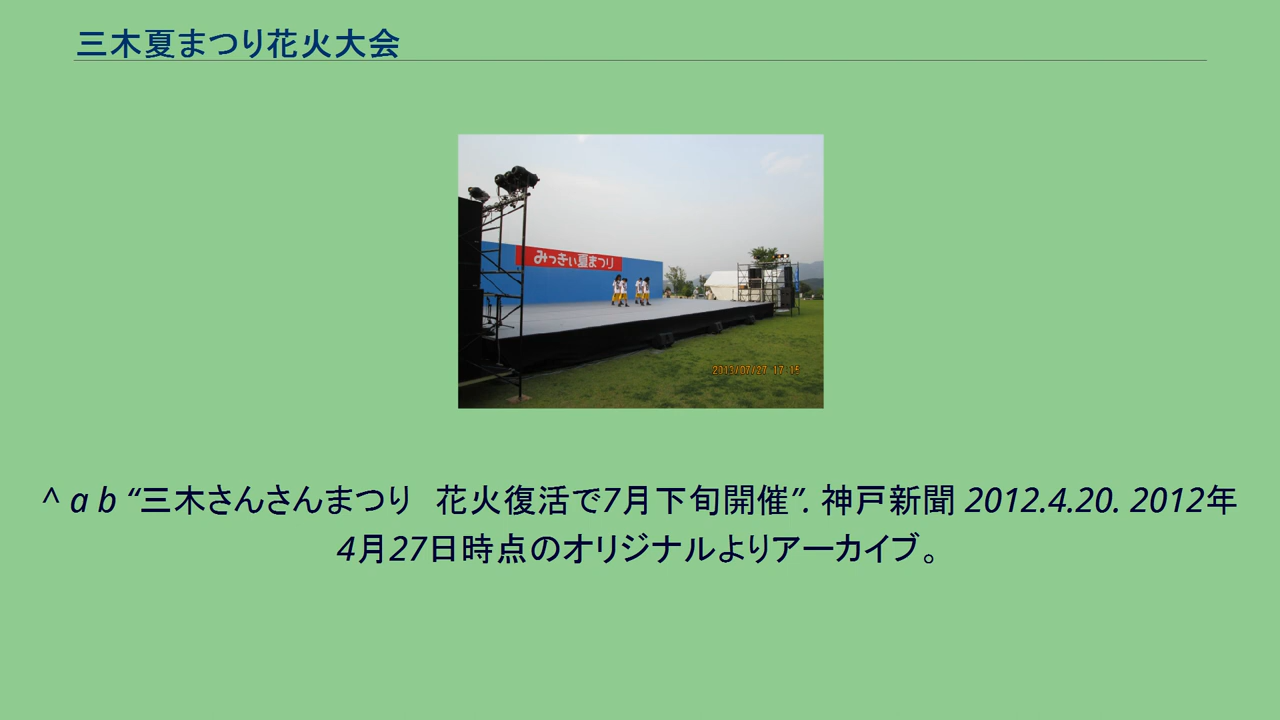 三木夏まつり花火大会
みっきぃ夏まつり
2013/07/27 17:15
^ a b “三木さんさんまつり　花火復活で7月下旬開催”. 神戸新聞 2012.4.20. 2012年
4月27日時点のオリジナルよりアーカイブ。